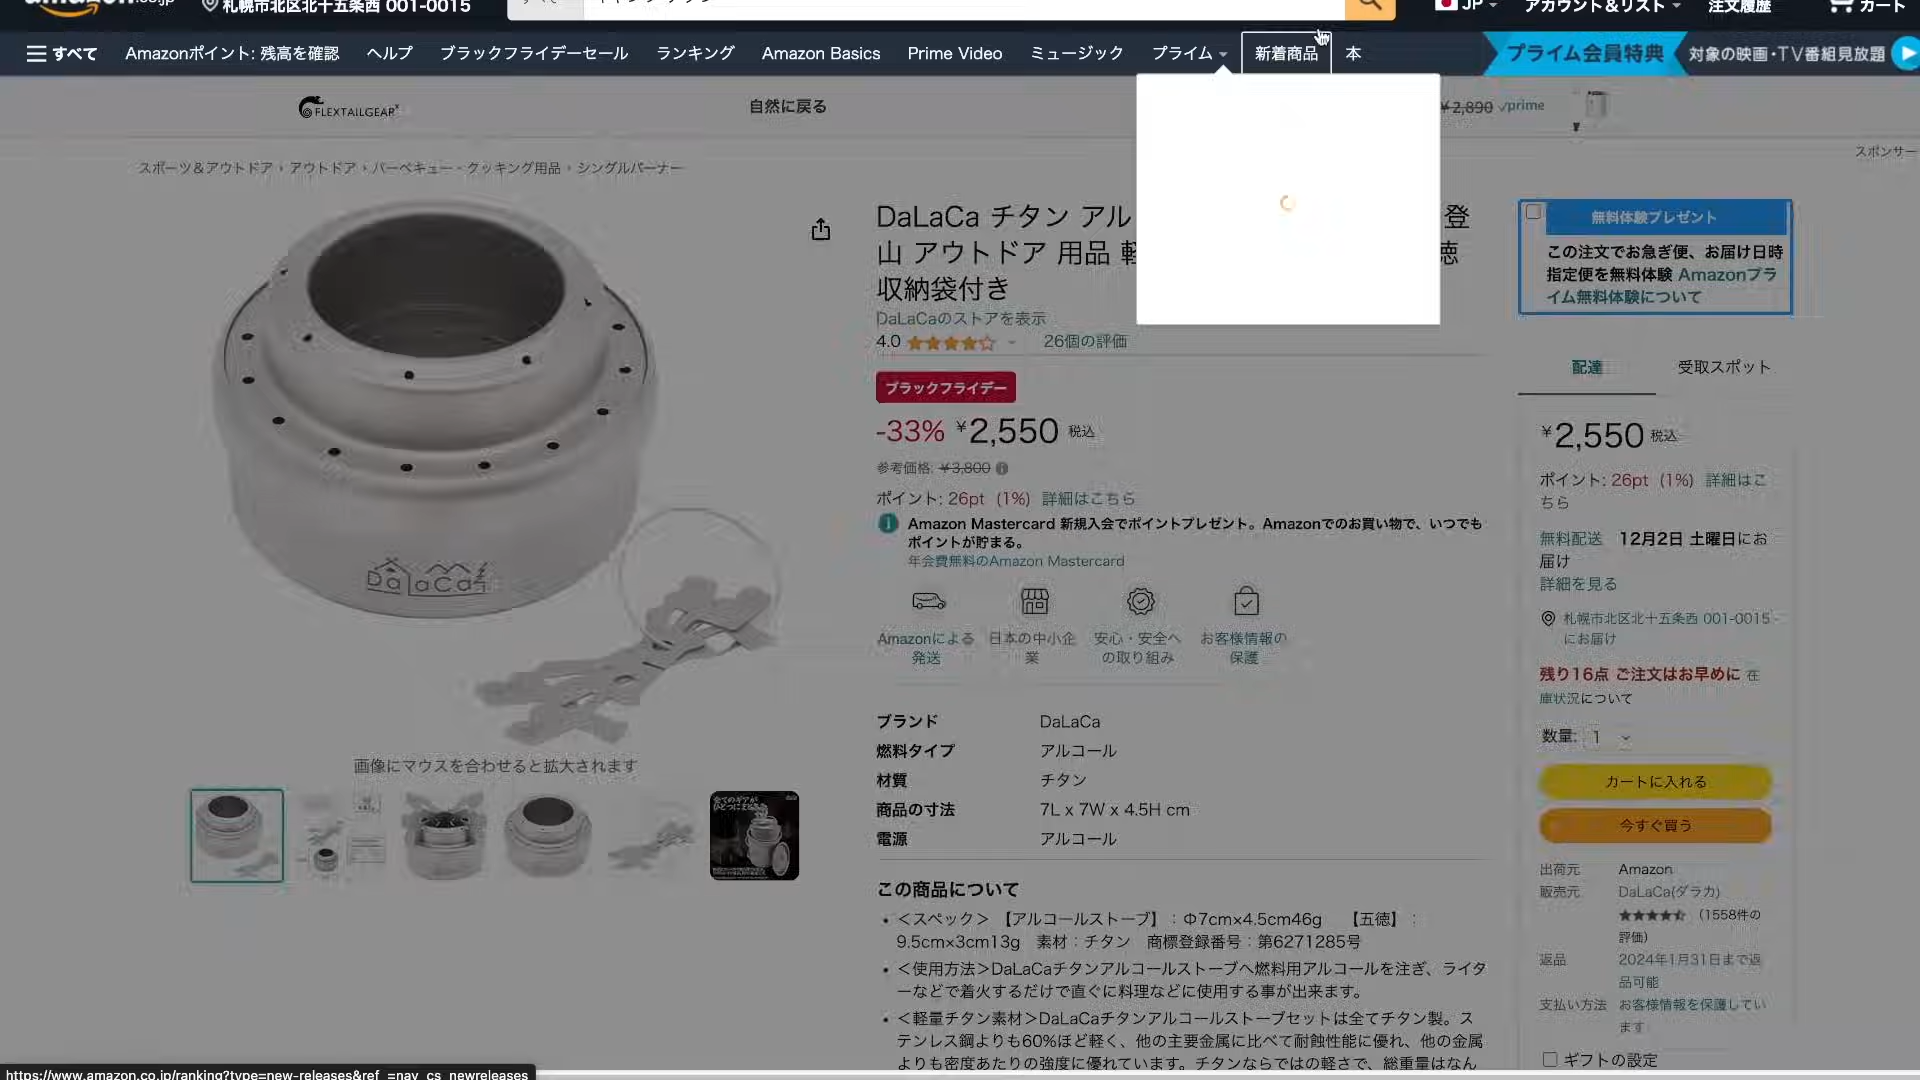 .co.jp
札幌市北区北十五条西 001-0015
JP
アカウント&リスト
注文履歴
カート
すべて
Amazonポイント: 残高を確認
ヘルプ
ブラックフライデーセール
ランキング
Amazon Basics
Prime Video
ミュージック
プライム
新着商品
本
プライム会員特典
対象の映画・TV番組見放題
FLEXTAILGEAR
自然に戻る
¥2,890 prime
スポンサー
スポーツ&アウトドア › アウトドア › バーベキュー・クッキング用品 › シングルバーナー
DaLaCa チタン アル
登
山 アウトドア 用品 軽
徳
収納袋付き
DaLaCaのストアを表示
4.0
26個の評価
ブラックフライデー
-33% ¥2,550 税込
参考価格: ¥3,800
ポイント: 26pt (1%) 詳細はこちら
Amazon Mastercard 新規入会でポイントプレゼント。Amazonでのお買い物で、いつでも
ポイントが貯まる。
年会費無料のAmazon Mastercard
Amazonによる
発送
日本の中小企
業
安心・安全へ
の取り組み
お客様情報の
保護
ブランド DaLaCa
燃料タイプ アルコール
材質 チタン
商品の寸法 7L x 7W x 4.5H cm
電源 アルコール
この商品について
<スペック> 【アルコールストーブ】:Φ7cm×4.5cm46g 【五徳】:
9.5cm×3cm13g 素材:チタン 商標登録番号:第6271285号
<使用方法>DaLaCaチタンアルコールストーブへ燃料用アルコールを注ぎ、ライタ
ーなどで着火するだけで直ぐに料理などに使用する事が出来ます。
<軽量チタン素材>DaLaCaチタンアルコールストーブセットは全てチタン製。ス
テンレス鋼よりも60%ほど軽く、他の主要金属に比べて耐蝕性能に優れ、他の金属
よりも密度あたりの強度に優れています。チタンならではの軽さで、総重量はなん
DaLaCa
画像にマウスを合わせると拡大されます
無料体験プレゼント
この注文でお急ぎ便、お届け日時
指定便を無料体験 Amazonプラ
イム無料体験について
配達
受取スポット
¥2,550 税込
ポイント: 26pt (1%) 詳細はこ
ちら
無料配送 12月2日 土曜日にお
届け
詳細を見る
札幌市北区北十五条西 001-0015 -
にお届け
残り16点 ご注文はお早めに 在
庫状況について
数量: 1
カートに入れる
今すぐ買う
出荷元 Amazon
販売元 DaLaCa(ダラカ)
(1558件の
評価)
返品 2024年1月31日まで返
品可能
支払い方法 お客様情報を保護してい
ます
ギフトの設定
https://www.amazon.co.jp/ranking?type=new-releases&ref_=nav_cs_newreleases